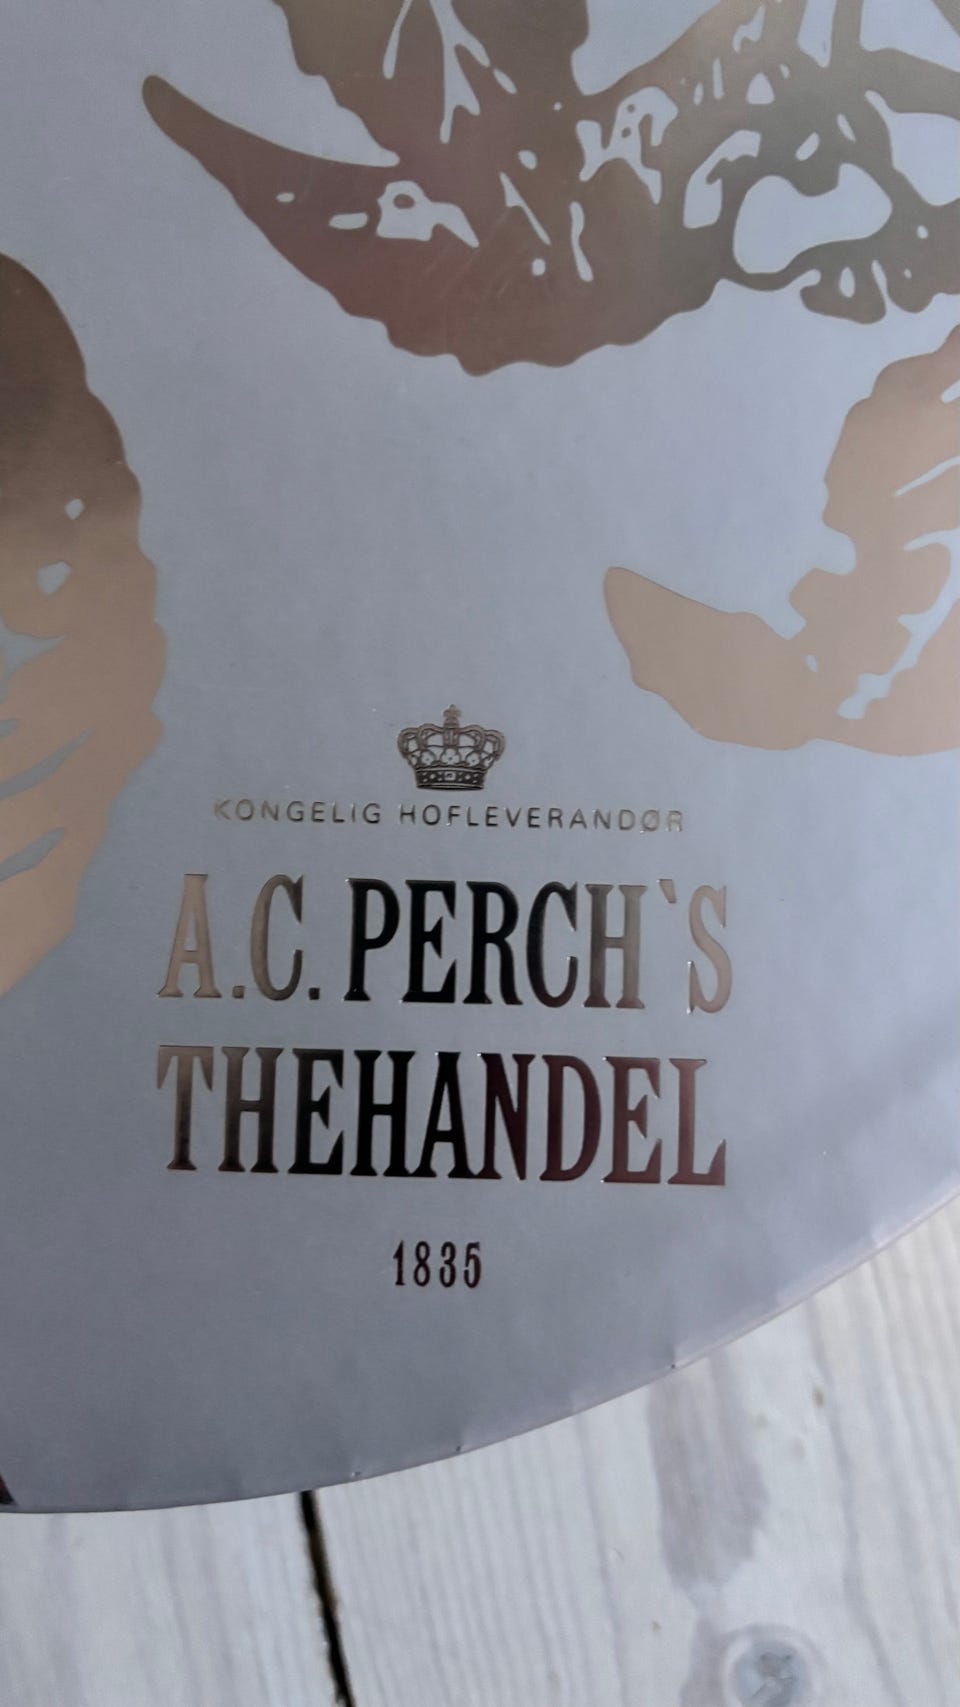 KONGELIG HOFLEVERANDØR
A.C. PERCH`S
THEHANDEL
1835